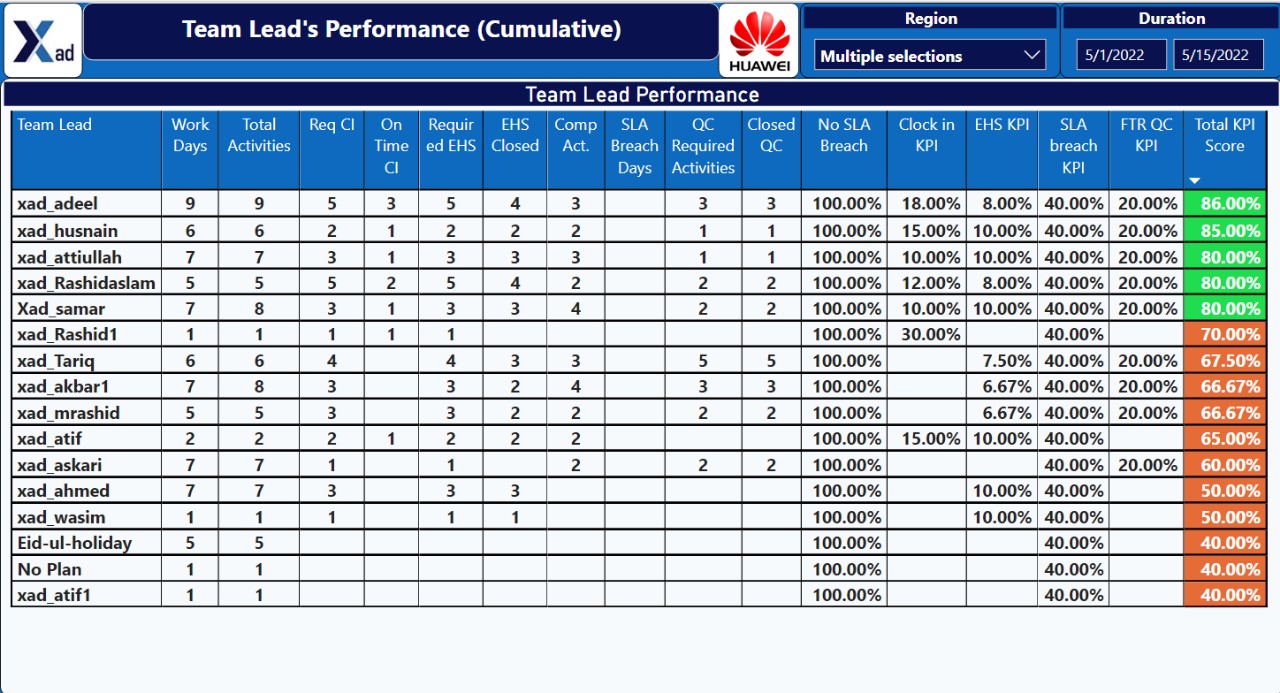 Xad
Team Lead's Performance (Cumulative)
HUAWEI
Region
Multiple selections
Duration
5/1/2022 5/15/2022
Team Lead Performance
Team Lead Work Days Total Activities Req CI On Time CI Required EHS EHS Closed Comp Act. SLA Breach Days QC Required Activities Closed QC No SLA Breach Clock in KPI EHS KPI SLA breach KPI FTR QC KPI Total KPI Score
xad_adeel 9 9 5 3 5 4 3 3 3 100.00% 18.00% 8.00% 40.00% 20.00% 86.00%
xad_husnain 6 6 2 1 2 2 2 1 1 100.00% 15.00% 10.00% 40.00% 20.00% 85.00%
xad_attiullah 7 7 3 1 3 3 3 1 1 100.00% 10.00% 10.00% 40.00% 20.00% 80.00%
xad_Rashidaslam 5 5 5 2 5 4 2 2 2 100.00% 12.00% 8.00% 40.00% 20.00% 80.00%
Xad_samar 7 8 3 1 3 3 4 2 2 100.00% 10.00% 10.00% 40.00% 20.00% 80.00%
xad_Rashid1 1 1 1 1 1 100.00% 30.00% 40.00% 70.00%
xad_Tariq 6 6 4 4 3 3 5 5 100.00% 7.50% 40.00% 20.00% 67.50%
xad_akbar1 7 8 3 3 2 4 3 3 100.00% 6.67% 40.00% 20.00% 66.67%
xad_mrashid 5 5 3 3 2 2 2 2 100.00% 6.67% 40.00% 20.00% 66.67%
xad_atif 2 2 2 1 2 2 2 100.00% 15.00% 10.00% 40.00% 65.00%
xad_askari 7 7 1 1 2 2 2 100.00% 40.00% 20.00% 60.00%
xad_ahmed 7 7 3 3 3 100.00% 10.00% 40.00% 50.00%
xad_wasim 1 1 1 1 1 100.00% 10.00% 40.00% 50.00%
Eid-ul-holiday 5 5 100.00% 40.00% 40.00%
No Plan 1 1 100.00% 40.00% 40.00%
xad_atif1 1 1 100.00% 40.00% 40.00%